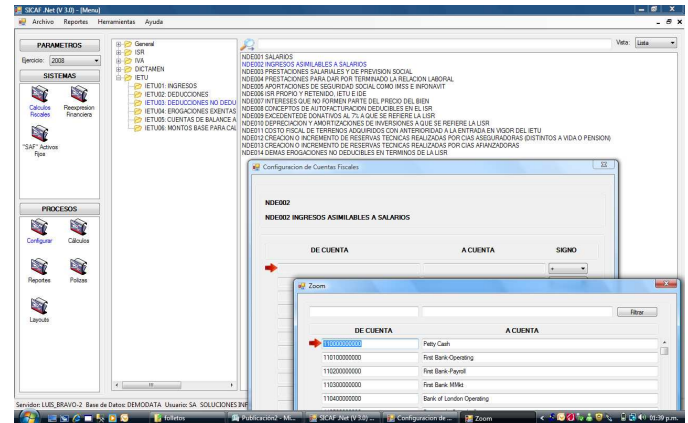 SICAF .Net (V 3.0) - [Menu]
Archivo Reportes Herramientas Ayuda
PARAMETROS
Ejercicio: 2008
SISTEMAS
Calculos Fiscales
Reexpresion Financiera
"SAF" Activos Fijos
PROCESOS
Configurar
Cálculos
Reportes
Polizas
Layouts
General
ISR
IVA
DICTAMEN
IETU
IETU01: INGRESOS
IETU02: DEDUCCIONES
IETU03: DEDUCCIONES NO DEDU
IETU04: EROGACIONES EXENTAS
IETU05: CUENTAS DE BALANCE A
IETU06: MONTOS BASE PARA CAL
Vista: Lista
NDE001 SALARIOS
NDE002 INGRESOS ASIMILABLES A SALARIOS
NDE003 PRESTACIONES SALARIALES Y DE PREVISION SOCIAL
NDE004 PRESTACIONES PARA DAR POR TERMINADO LA RELACION LABORAL
NDE005 APORTACIONES DE SEGURIDAD SOCIAL COMO IMSS E INFONAVIT
NDE006 ISR PROPIO Y RETENIDO, IETU E IDE
NDE007 INTERESES QUE NO FORMEN PARTE DEL PRECIO DEL BIEN
NDE008 CONCEPTOS DE AUTOFACTURACION DEDUCIBLES EN EL ISR
NDE009 EXCEDENTEDE DONATIVOS AL 7% A QUE SE REFIERE LA LISR
NDE010 DEPRECIACION Y AMORTIZACIONES DE INVERSIONES A QUE SE REFIERE LA LISR
NDE011 COSTO FISCAL DE TERRENOS ADQUIRIDOS CON ANTERIORIDAD A LA ENTRADA EN VIGOR DEL IETU
NDE012 CREACION O INCREMENTO DE RESERVAS TECNICAS REALIZADAS POR CIAS ASEGURADORAS (DISTINTOS A VIDA O PENSION)
NDE013 CREACION O INCREMENTO DE RESERVAS TECNICAS REALIZADAS POR CIAS AFIANZADORAS
NDE014 DEMAS EROGACIONES NO DEDUCIBLES EN TERMINOS DE LA LISR
Configuracion de Cuentas Fiscales
NDE002
NDE002 INGRESOS ASIMILABLES A SALARIOS
DE CUENTA A CUENTA SIGNO
+
Zoom
Filtrar
DE CUENTA A CUENTA
110000000000 Petty Cash
110100000000 First Bank-Operating
110200000000 First Bank-Payroll
110300000000 First Bank MMkt
110400000000 Bank of London Operating
Servidor: LUIS_BRAVO-2 Base de Datos: DEMODATA Usuario: SA SOLUCIONES INF
folletos
Publicación2 - Mi...
SICAF .Net (V 3.0) ...
Configuracion de ...
Zoom
01:39 p.m.